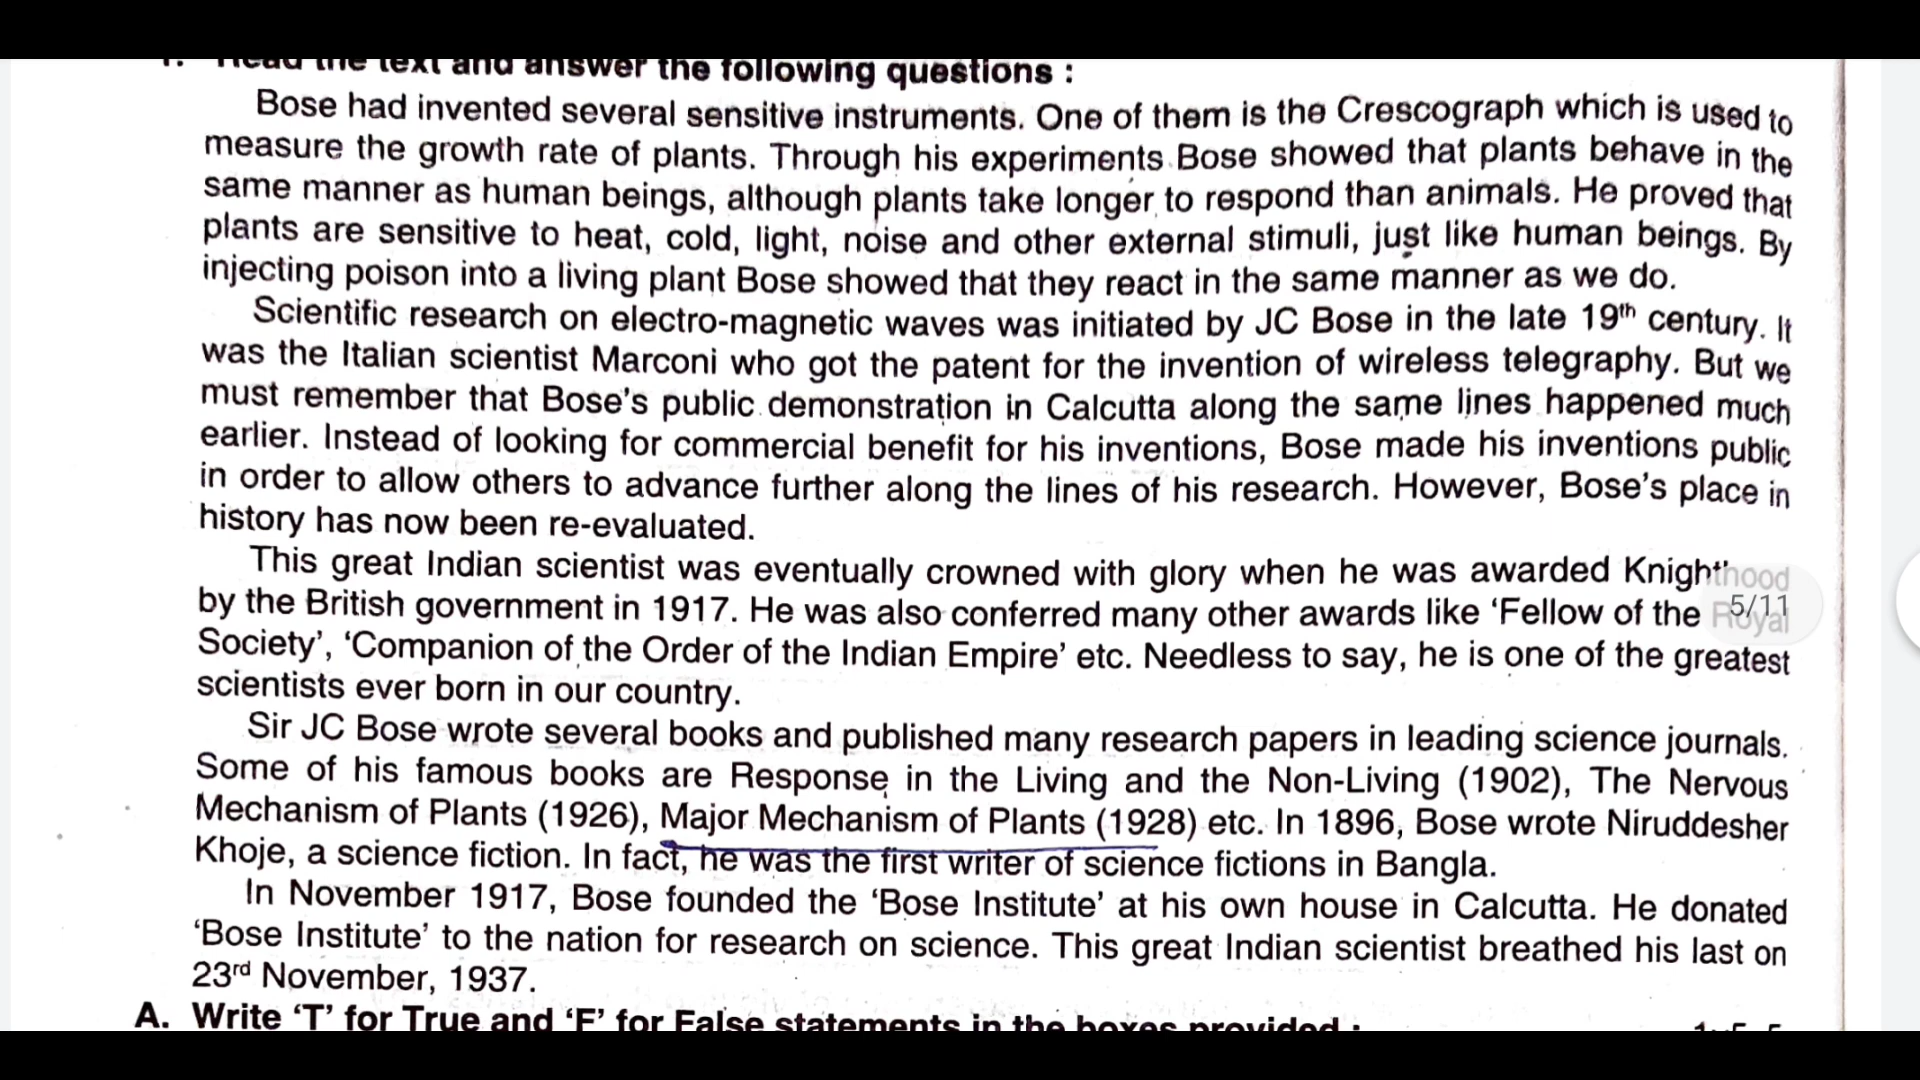 1. Read the text and answer the following questions :
Bose had invented several sensitive instruments. One of them is the Crescograph which is used to
measure the growth rate of plants. Through his experiments Bose showed that plants behave in the
same manner as human beings, although plants take longer to respond than animals. He proved that
plants are sensitive to heat, cold, light, noise and other external stimuli, just like human beings. By
injecting poison into a living plant Bose showed that they react in the same manner as we do.
Scientific research on electro-magnetic waves was initiated by JC Bose in the late 19th century. It
was the Italian scientist Marconi who got the patent for the invention of wireless telegraphy. But we
must remember that Bose's public demonstration in Calcutta along the same lines happened much
earlier. Instead of looking for commercial benefit for his inventions, Bose made his inventions public
in order to allow others to advance further along the lines of his research. However, Bose's place in
history has now been re-evaluated.
This great Indian scientist was eventually crowned with glory when he was awarded Knighthood
by the British government in 1917. He was also conferred many other awards like 'Fellow of the Royal
5/11
Society', 'Companion of the Order of the Indian Empire' etc. Needless to say, he is one of the greatest
scientists ever born in our country.
Sir JC Bose wrote several books and published many research papers in leading science journals.
Some of his famous books are Response in the Living and the Non-Living (1902), The Nervous
Mechanism of Plants (1926), Major Mechanism of Plants (1928) etc. In 1896, Bose wrote Niruddesher
Khoje, a science fiction. In fact, he was the first writer of science fictions in Bangla.
In November 1917, Bose founded the 'Bose Institute' at his own house in Calcutta. He donated
'Bose Institute' to the nation for research on science. This great Indian scientist breathed his last on
23rd November, 1937.
A. Write 'T' for True and 'F' for False statements in the boxes provided :